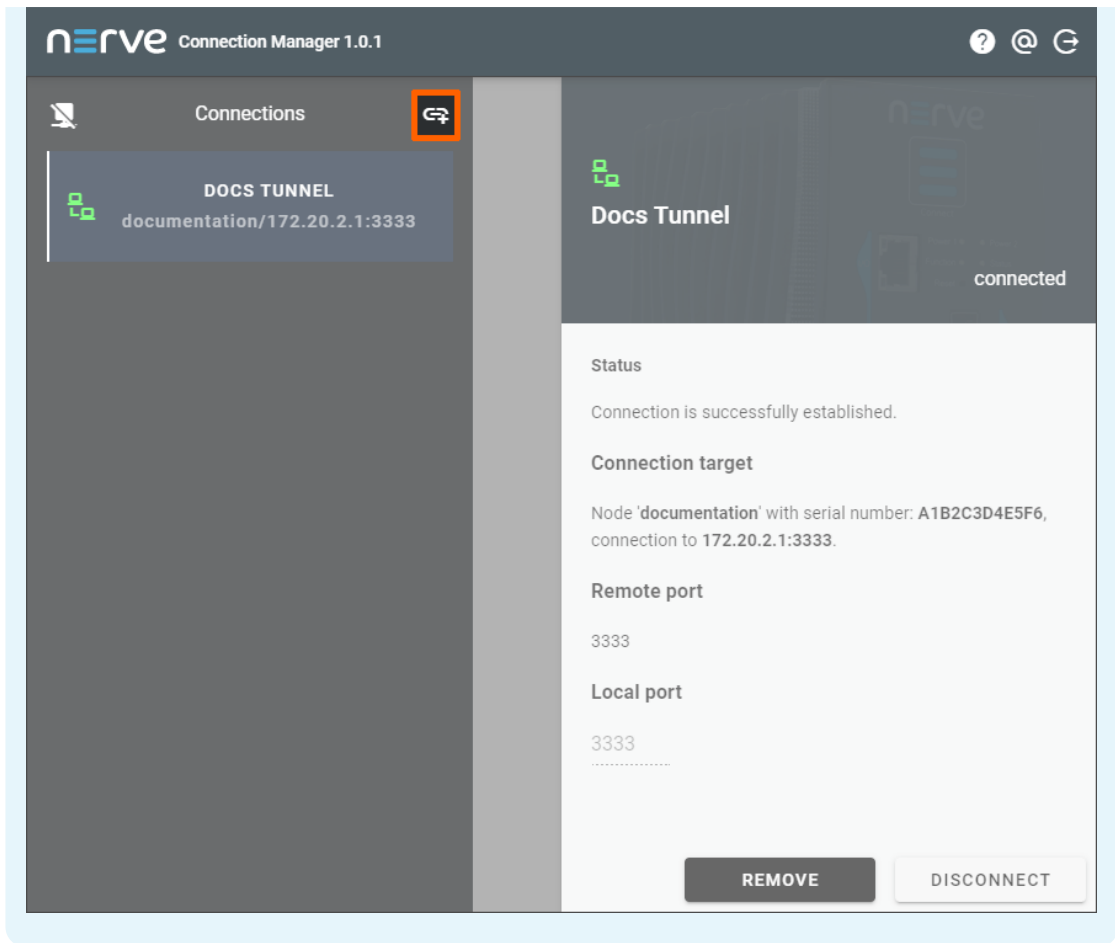 nerve Connection Manager 1.0.1
Connections
DOCS TUNNEL
documentation/172.20.2.1:3333
nerve
Docs Tunnel
connected
Status
Connection is successfully established.
Connection target
Node 'documentation' with serial number: A1B2C3D4E5F6,
connection to 172.20.2.1:3333.
Remote port
3333
Local port
3333
REMOVE
DISCONNECT